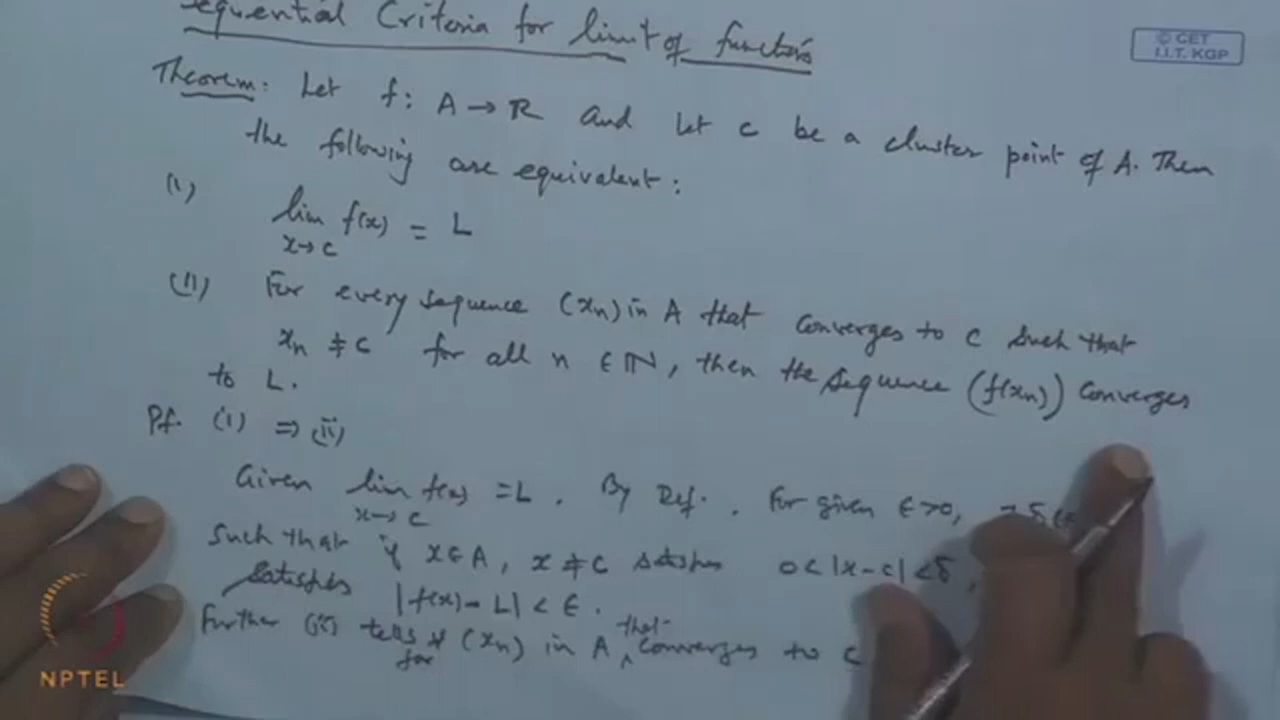 Sequential Criteria for limit of functions
© CET
I.I.T. KGP
Theorem: Let f: A → R and let c be a cluster point of A. Then
the following are equivalent:
(i) lim f(x) = L
x→c
(ii) For every sequence (xn) in A that converges to c such that
xn ≠ c for all n ∈ N, then the sequence (f(xn)) converges
to L.
Pf. (i) ⇒ (ii)
Given lim f(x) = L. By Def. For given ϵ>0, ∃ δ
x→c
such that if x∈A, x≠c satisfies 0<|x-c|<δ,
satisfies |f(x)-L| < ϵ.
Further (ii) tells for (xn) in A that converges to c
NPTEL